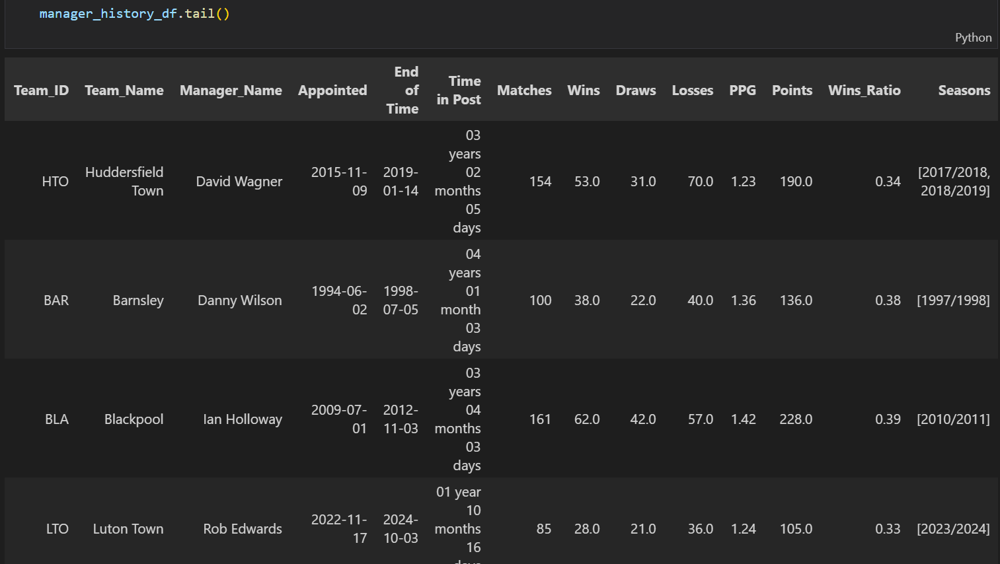 manager_history_df.tail()
Python
Team_ID Team_Name Manager_Name Appointed End of Time Time in Post Matches Wins Draws Losses PPG Points Wins_Ratio Seasons
HTO Huddersfield Town David Wagner 2015-11-09 2019-01-14 03 years 02 months 05 days 154 53.0 31.0 70.0 1.23 190.0 0.34 [2017/2018, 2018/2019]
BAR Barnsley Danny Wilson 1994-06-02 1998-07-05 04 years 01 month 03 days 100 38.0 22.0 40.0 1.36 136.0 0.38 [1997/1998]
BLA Blackpool Ian Holloway 2009-07-01 2012-11-03 03 years 04 months 03 days 161 62.0 42.0 57.0 1.42 228.0 0.39 [2010/2011]
LTO Luton Town Rob Edwards 2022-11-17 2024-10-03 01 year 10 months 16 days 85 28.0 21.0 36.0 1.24 105.0 0.33 [2023/2024]